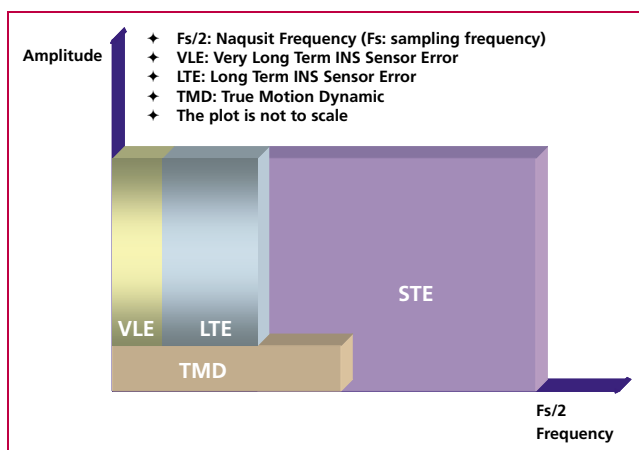 Amplitude
✦ Fs/2: Naqusit Frequency (Fs: sampling frequency)
✦ VLE: Very Long Term INS Sensor Error
✦ LTE: Long Term INS Sensor Error
✦ TMD: True Motion Dynamic
✦ The plot is not to scale
STE
VLE LTE
TMD
Fs/2
Frequency